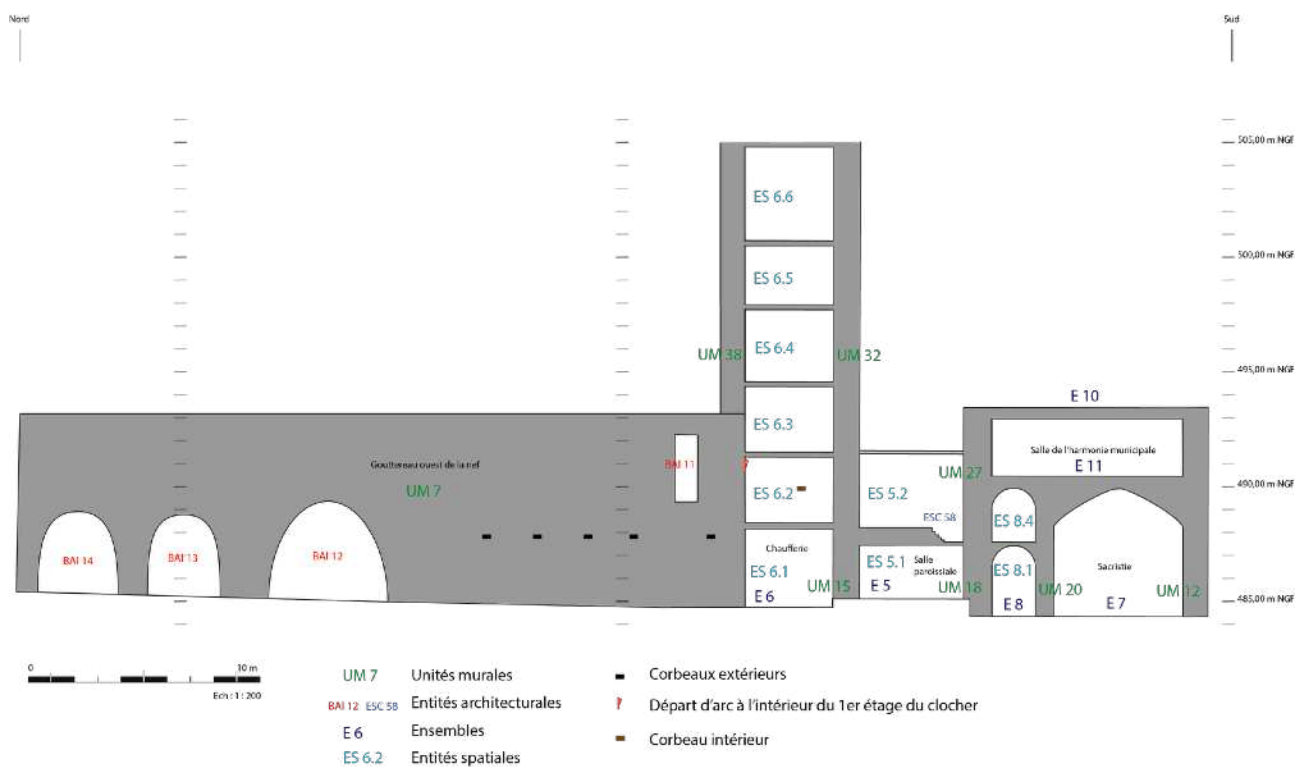 Nord
Sud
505,00 m NGF
ES 6.6
500,00 m NGF
ES 6.5
UM 38
ES 6.4
UM 32
495,00 m NGF
E 10
ES 6.3
Salle de l'harmonie municipale
E 11
Gouttereau ouest de la nef
BAI 11
UM 27
UM 7
ES 6.2
ES 5.2
490,00 m NGF
ESC 58
ES 8.4
BAI 14
BAI 13
BAI 12
Chaufferie
ES 6.1
UM 15
ES 5.1
Salle
paroissiale
ES 8.1
Sacristie
E 6
E 5
UM 18
E 8
UM 20
E 7
UM 12
485,00 m NGF
0
10 m
Ech : 1 : 200
UM 7
Unités murales
BAI 12 ESC 58
Entités architecturales
E 6
Ensembles
ES 6.2
Entités spatiales
Corbeaux extérieurs
Départ d'arc à l'intérieur du 1er étage du clocher
Corbeau intérieur